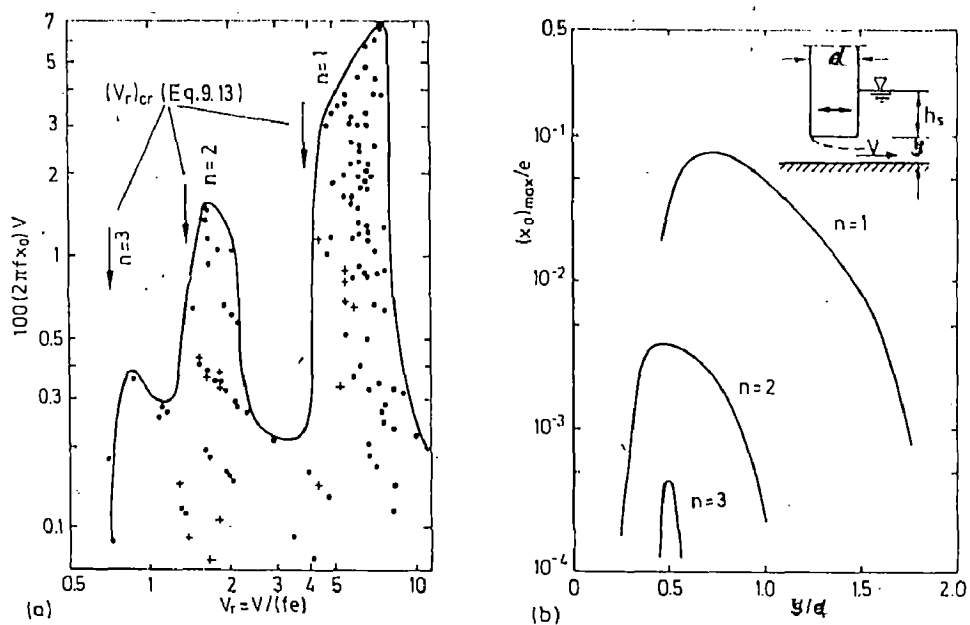 7
5
3
2
1
0.5
0.3
0.2
0.1
100(2πfx₀)V
(Vᵣ)cr (Eq.9.13)
n=3
n=2
n=1
0.5 1 2 3 4 5 10
Vᵣ=V/(fe)
(a)
0.5
10⁻¹
10⁻²
10⁻³
10⁻⁴
(x₀)max/e
d
hₛ
y
V
n=1
n=2
n=3
0 0.5 1.0 1.5 2.0
y/d
(b)